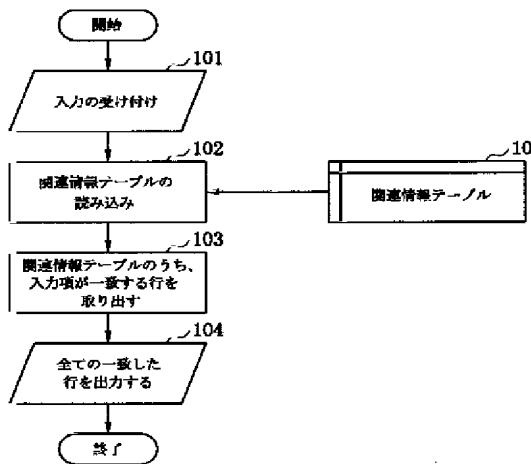 開始
101
入力の受け付け
102
関連情報テーブルの
読み込み
10
関連情報テーブル
103
関連情報テーブルのうち、
入力項が一致する行を
取り出す
104
全ての一致した
行を出力する
終了